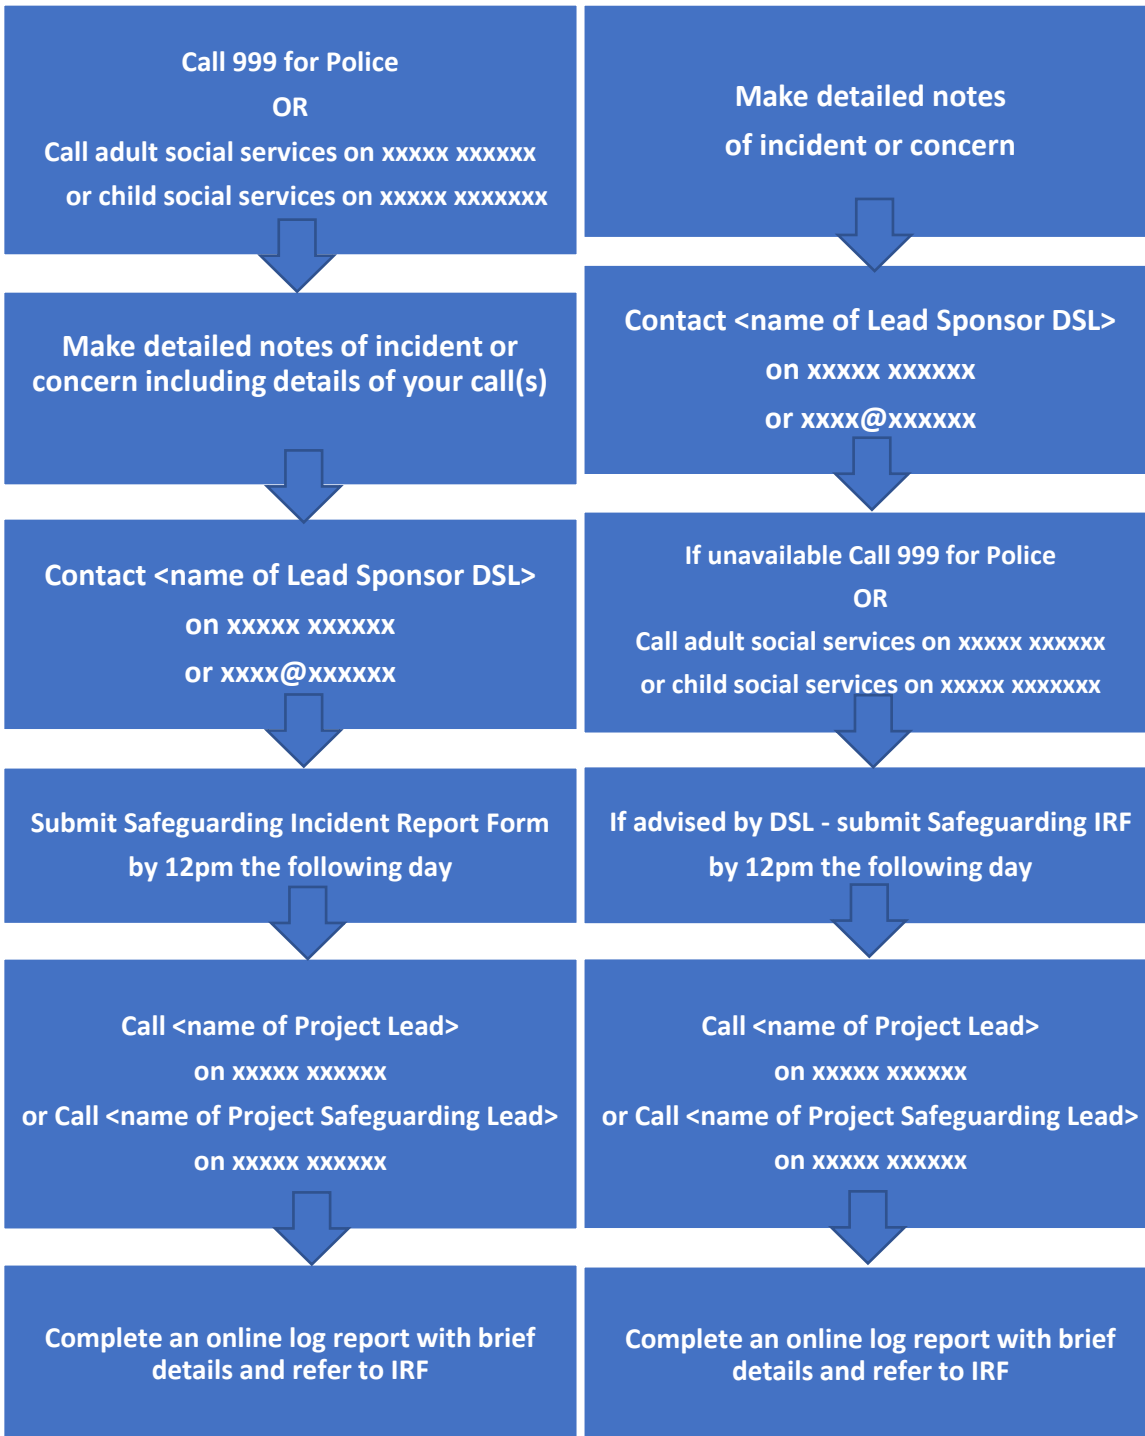 Call 999 for Police
OR
Call adult social services on xxxxx xxxxxx
or child social services on xxxxx xxxxxxx
Make detailed notes of incident or
concern including details of your call(s)
Contact <name of Lead Sponsor DSL>
on xxxxx xxxxxx
or xxxx@xxxxxx
Submit Safeguarding Incident Report Form
by 12pm the following day
Call <name of Project Lead>
on xxxxx xxxxxx
or Call <name of Project Safeguarding Lead>
on xxxxx xxxxxx
Complete an online log report with brief
details and refer to IRF
Make detailed notes
of incident or concern
Contact <name of Lead Sponsor DSL>
on xxxxx xxxxxx
or xxxx@xxxxxx
If unavailable Call 999 for Police
OR
Call adult social services on xxxxx xxxxxx
or child social services on xxxxx xxxxxxx
If advised by DSL - submit Safeguarding IRF
by 12pm the following day
Call <name of Project Lead>
on xxxxx xxxxxx
or Call <name of Project Safeguarding Lead>
on xxxxx xxxxxx
Complete an online log report with brief
details and refer to IRF